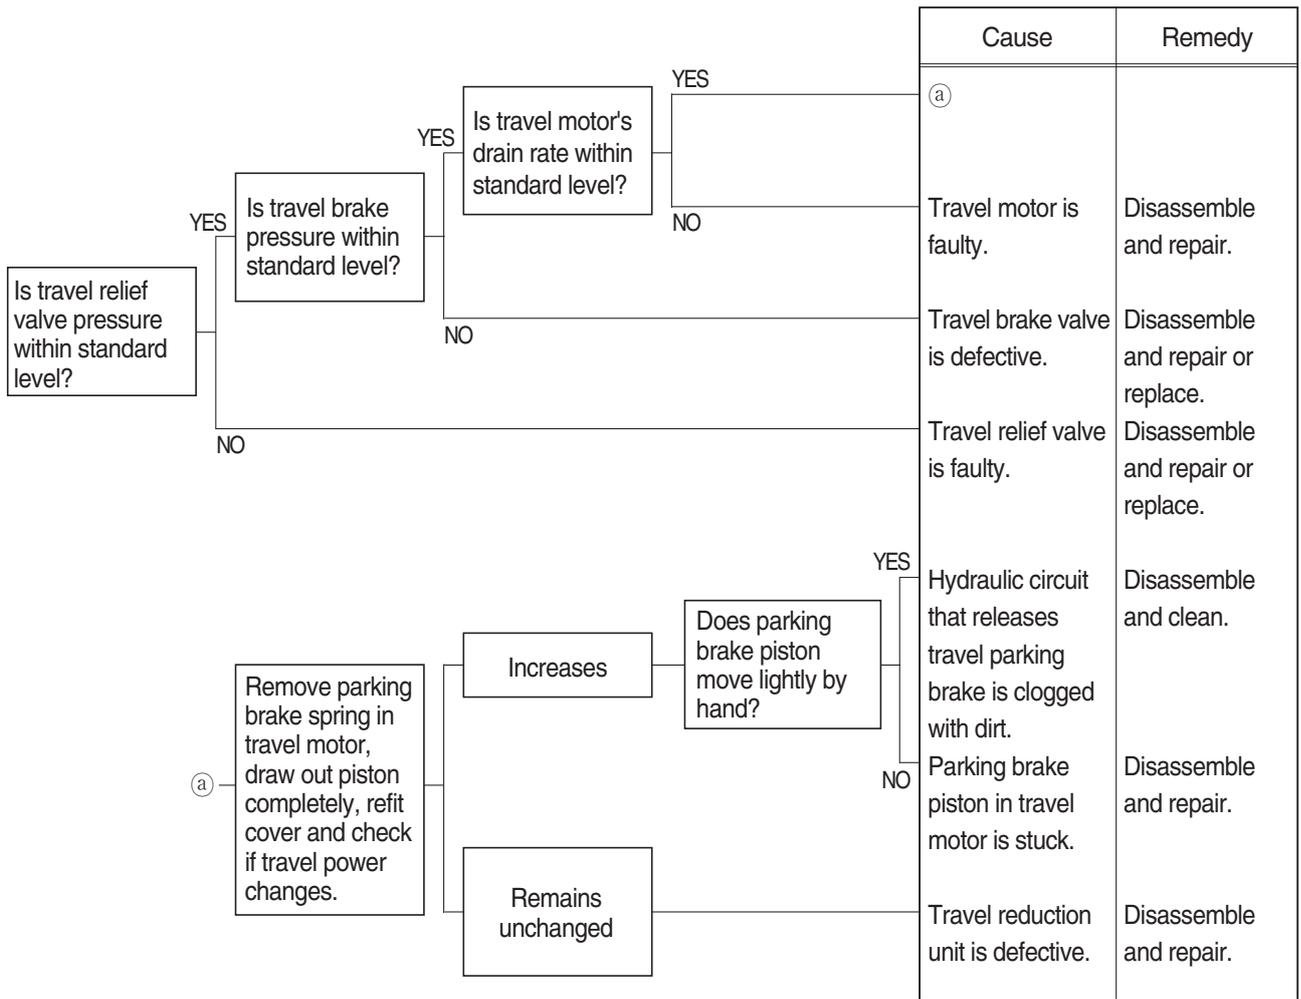 Cause
Remedy
YES
ⓐ
Is travel motor's
drain rate within
standard level?
YES
NO
Is travel brake
pressure within
standard level?
YES
Travel motor is
faulty.
Disassemble
and repair.
Is travel relief
valve pressure
within standard
level?
NO
Travel brake valve
is defective.
Disassemble
and repair or
replace.
NO
Travel relief valve
is faulty.
Disassemble
and repair or
replace.
YES
Hydraulic circuit
that releases
travel parking
brake is clogged
with dirt.
Disassemble
and clean.
Does parking
brake piston
move lightly by
hand?
Increases
ⓐ
Remove parking
brake spring in
travel motor,
draw out piston
completely, refit
cover and check
if travel power
changes.
NO
Parking brake
piston in travel
motor is stuck.
Disassemble
and repair.
Remains
unchanged
Travel reduction
unit is defective.
Disassemble
and repair.